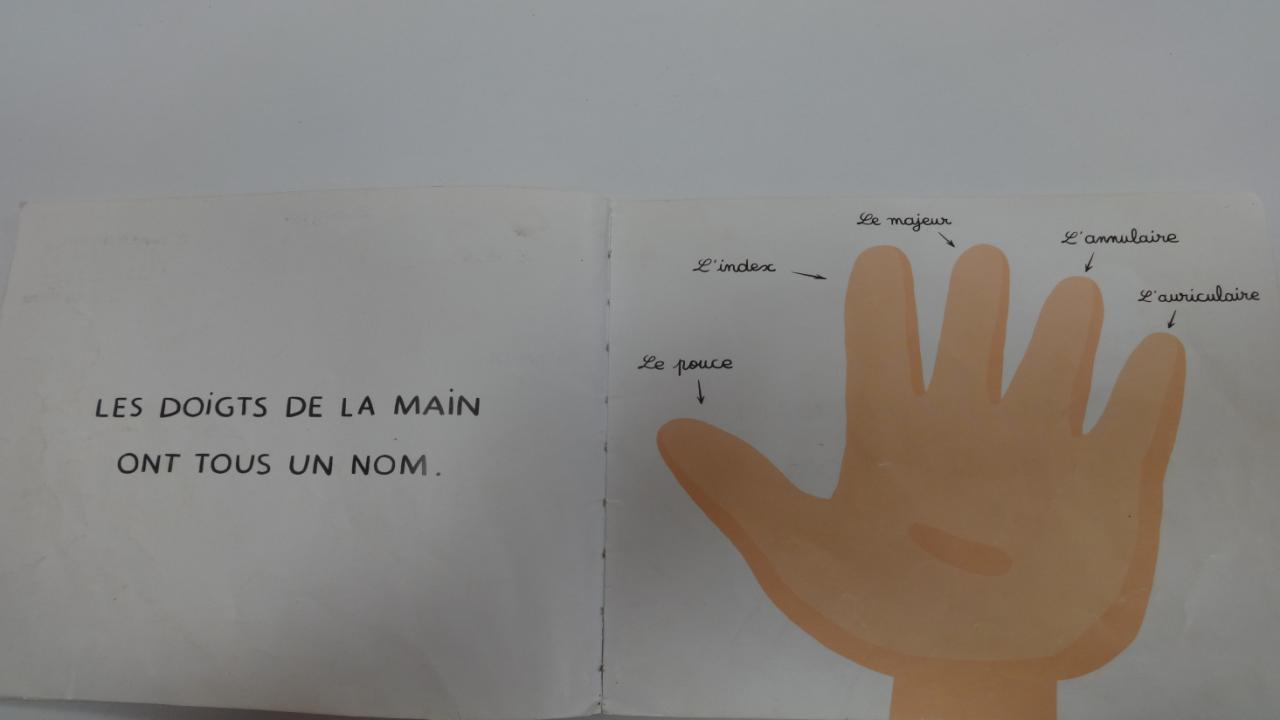 LES DOIGTS DE LA MAIN
ONT TOUS UN NOM.
Le majeur
L'annulaire
L'index
L'auriculaire
Le pouce